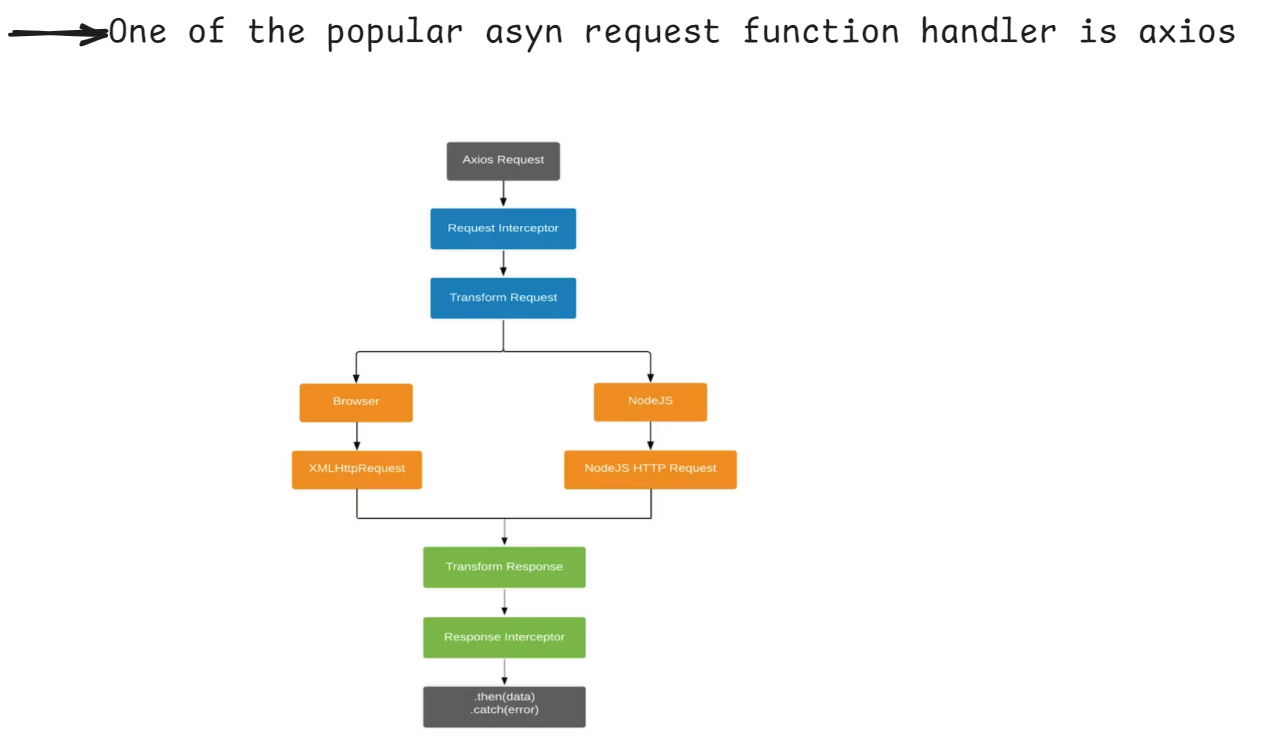 One of the popular asyn request function handler is axios
Axios Request
Request Interceptor
Transform Request
Browser
NodeJS
XMLHttpRequest
NodeJS HTTP Request
Transform Response
Response Interceptor
.then(data)
.catch(error)